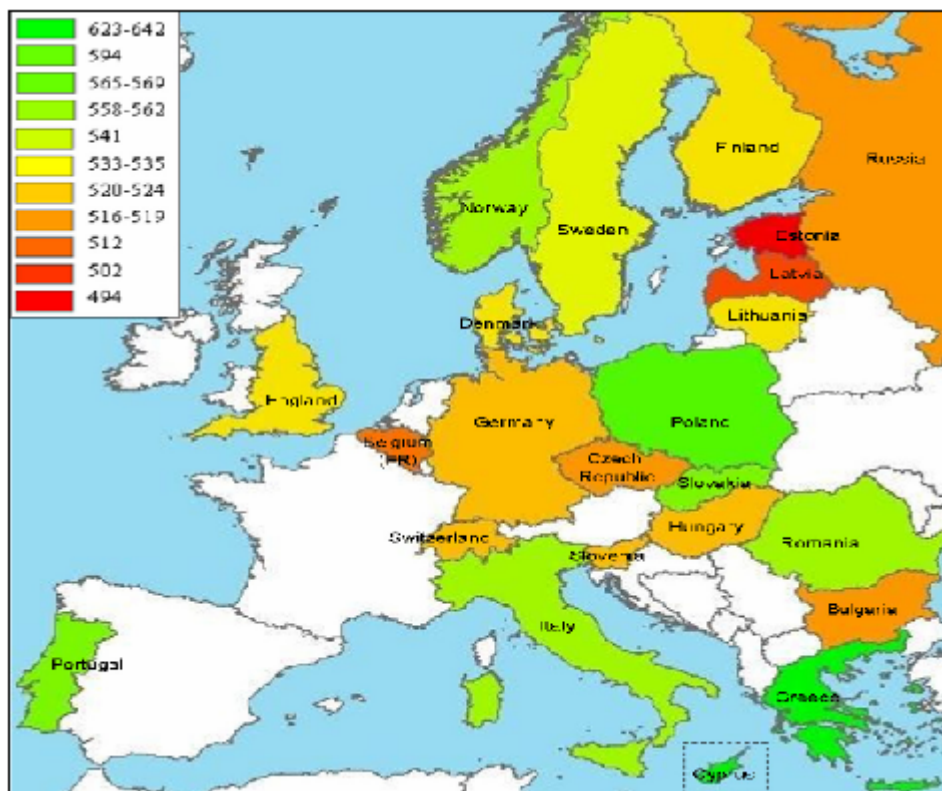 623-642
594
565-569
558-562
541
533-535
520-524
516-519
512
502
494
Finland
Russia
Norway
Sweden
Estonia
Latvia
Lithuania
Denmark
England
Germany
Poland
Belgium
(FR)
Czech
Republic
Slovakia
Hungary
Switzerland
Slovenia
Romania
Bulgaria
Italy
Portugal
Greece
Cyprus